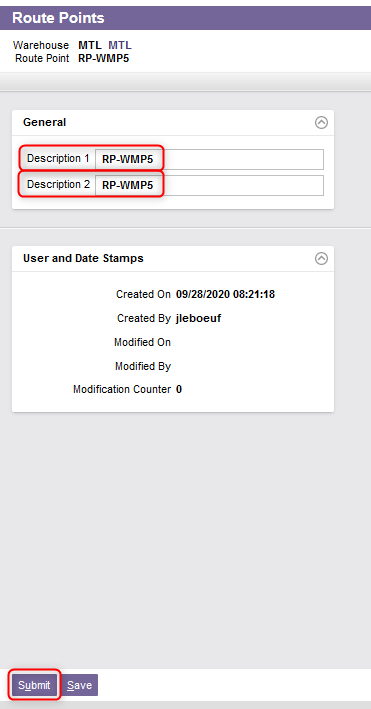 Route Points
Warehouse MTL MTL
Route Point RP-WMP5
General
Description 1 RP-WMP5
Description 2 RP-WMP5
User and Date Stamps
Created On 09/28/2020 08:21:18
Created By jleboeuf
Modified On
Modified By
Modification Counter 0
Submit Save